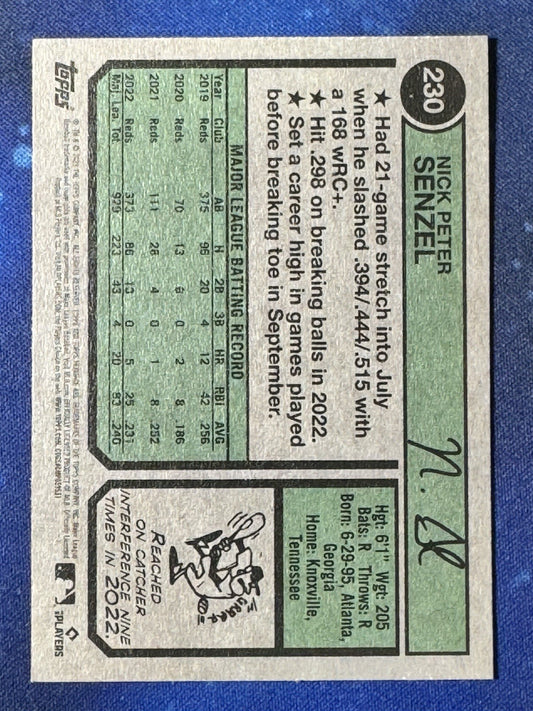 230
NICK PETER
SENZEL
★ Had 21-game stretch into July
when he slashed .394/.444/.515 with
a 168 wRC+.
★ Hit .298 on breaking balls in 2022.
★ Set a career high in games played
before breaking toe in September.
Hgt: 6'1" Wgt: 205
Bats: R Throws: R
Born: 6-29-95, Atlanta,
Georgia
Home: Knoxville,
Tennessee
MAJOR LEAGUE BATTING RECORD
Year Club AB H 2B 3B HR RBI AVG
2019 Reds 375 96 20 4 12 42 .256
2020 Reds 70 13 6 0 2 8 .186
2021 Reds 111 28 4 0 1 8 .252
2022 Reds 373 86 13 0 5 25 .231
Maj. Lea. Tot. 929 223 43 4 20 83 .240
REACHED
ON CATCHER
INTERFERENCE NINE
TIMES IN 2022.
topps
PLAYERS